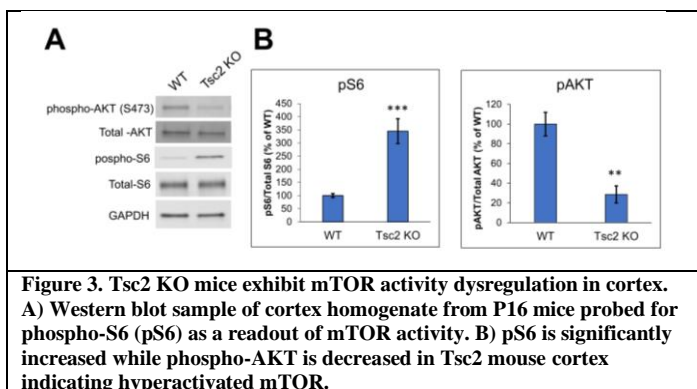 A
B
WT
Tsc2 KO
phospho-AKT (S473)
Total -AKT
pospho-S6
Total-S6
GAPDH
pS6
pS6/Total S6 (% of WT)
450
400
350
300
250
200
150
100
50
0
***
WT
Tsc2 KO
pAKT
pAKT/Total AKT (% of WT)
120
100
80
60
40
20
0
**
WT
Tsc2 KO
Figure 3. Tsc2 KO mice exhibit mTOR activity dysregulation in cortex.
A) Western blot sample of cortex homogenate from P16 mice probed for
phospho-S6 (pS6) as a readout of mTOR activity. B) pS6 is significantly
increased while phospho-AKT is decreased in Tsc2 mouse cortex
indicating hyperactivated mTOR.